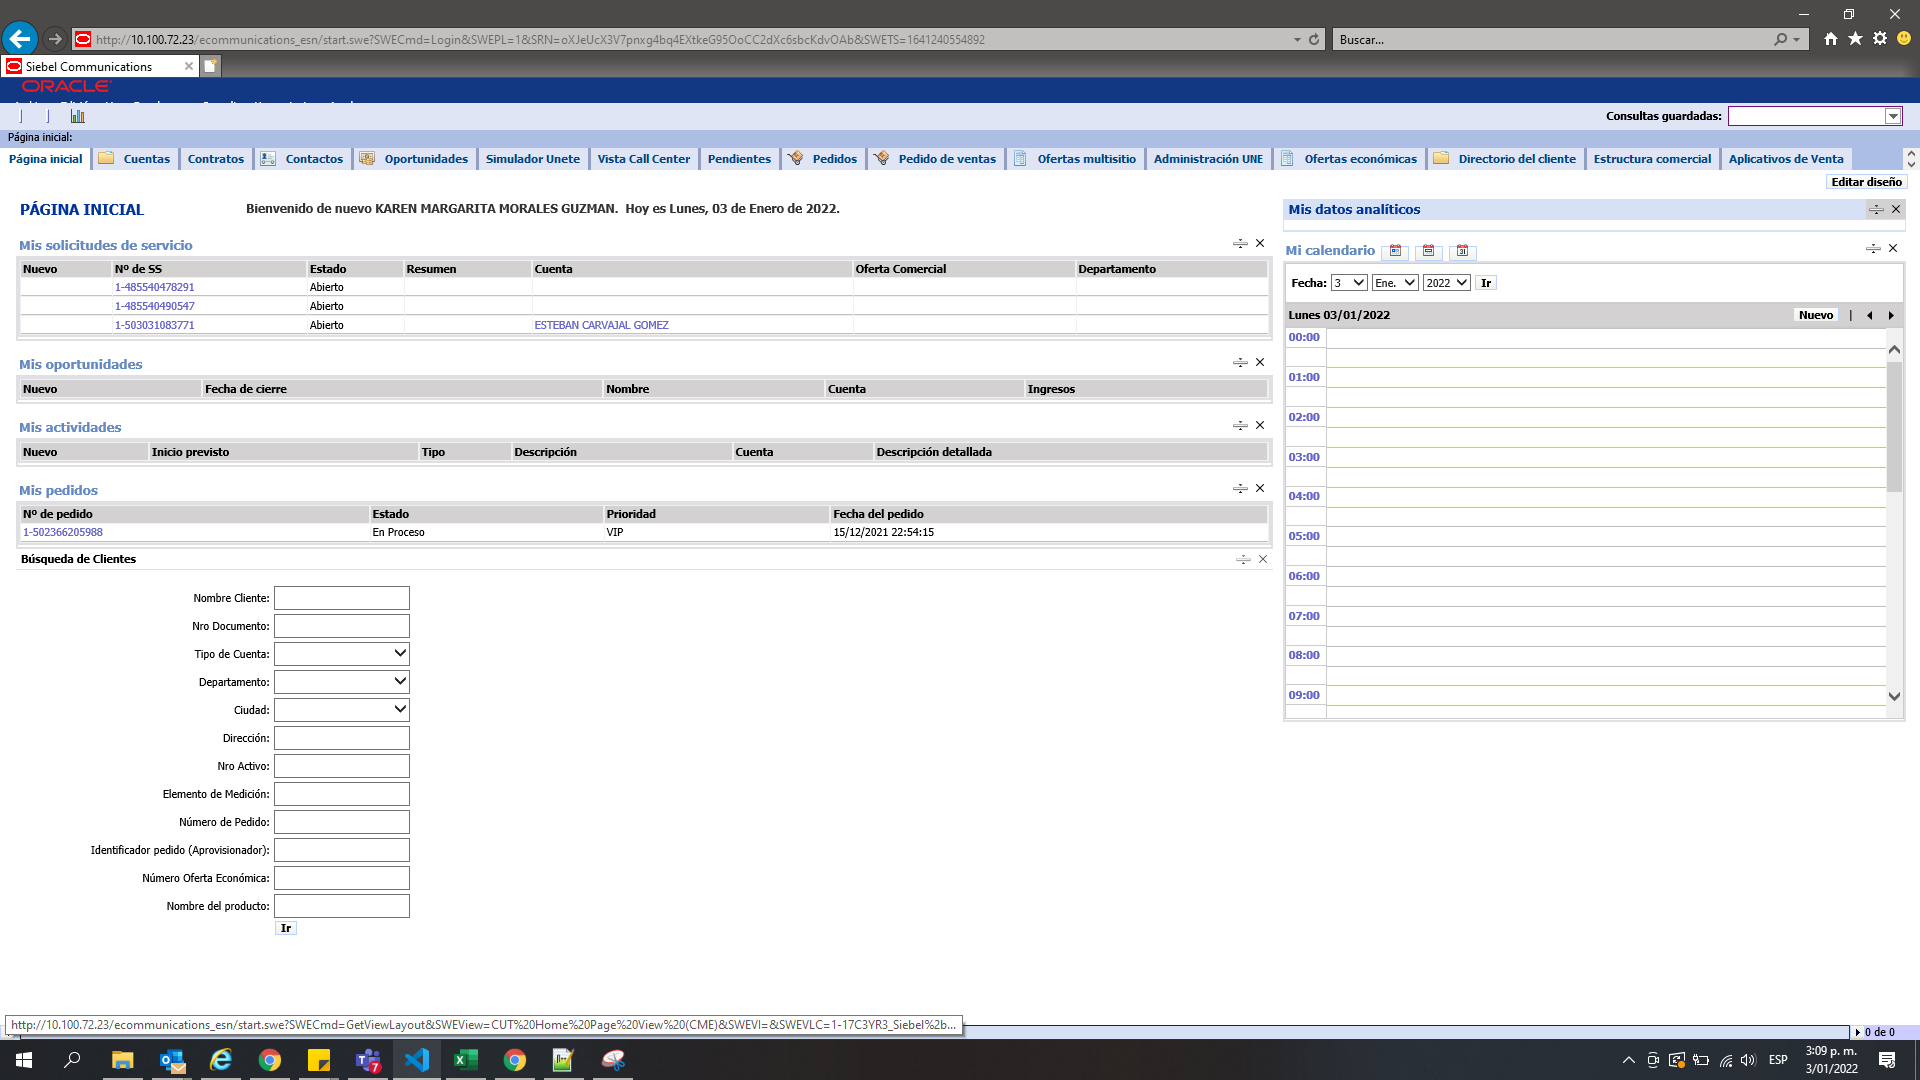 http://10.100.72.23/ecommunications_esn/start.swe?SWECmd=Login&SWEPL=1&SRN=oXJeUcX3V7pnxg4bq4EXtkeG95OoCC2dXc6sbcKdvOAb&SWETS=1641240554892
Buscar...
Siebel Communications
ORACLE
Consultas guardadas:
Página inicial:
Página inicial Cuentas Contratos Contactos Oportunidades Simulador Unete Vista Call Center Pendientes Pedidos Pedido de ventas Ofertas multisitio Administración UNE Ofertas económicas Directorio del cliente Estructura comercial Aplicativos de Venta
Editar diseño
PÁGINA INICIAL
Bienvenido de nuevo KAREN MARGARITA MORALES GUZMAN. Hoy es Lunes, 03 de Enero de 2022.
Mis solicitudes de servicio
Nuevo Nº de SS Estado Resumen Cuenta Oferta Comercial Departamento
1-485540478291 Abierto
1-485540490547 Abierto
1-503031083771 Abierto ESTEBAN CARVAJAL GOMEZ
Mis oportunidades
Nuevo Fecha de cierre Nombre Cuenta Ingresos
Mis actividades
Nuevo Inicio previsto Tipo Descripción Cuenta Descripción detallada
Mis pedidos
Nº de pedido Estado Prioridad Fecha del pedido
1-502366205988 En Proceso VIP 15/12/2021 22:54:15
Búsqueda de Clientes
Nombre Cliente:
Nro Documento:
Tipo de Cuenta:
Departamento:
Ciudad:
Dirección:
Nro Activo:
Elemento de Medición:
Número de Pedido:
Identificador pedido (Aprovisionador):
Número Oferta Económica:
Nombre del producto:
Ir
Mis datos analíticos
Mi calendario
31
Fecha: 3 Ene. 2022 Ir
Lunes 03/01/2022 Nuevo |
00:00
01:00
02:00
03:00
04:00
05:00
06:00
07:00
08:00
09:00
http://10.100.72.23/ecommunications_esn/start.swe?SWECmd=GetViewLayout&SWEView=CUT%20Home%20Page%20View%20(CME)&SWEVI=&SWEVLC=1-17C3YR3_Siebel%2b...
0 de 0
7
ESP
3:09 p. m.
3/01/2022